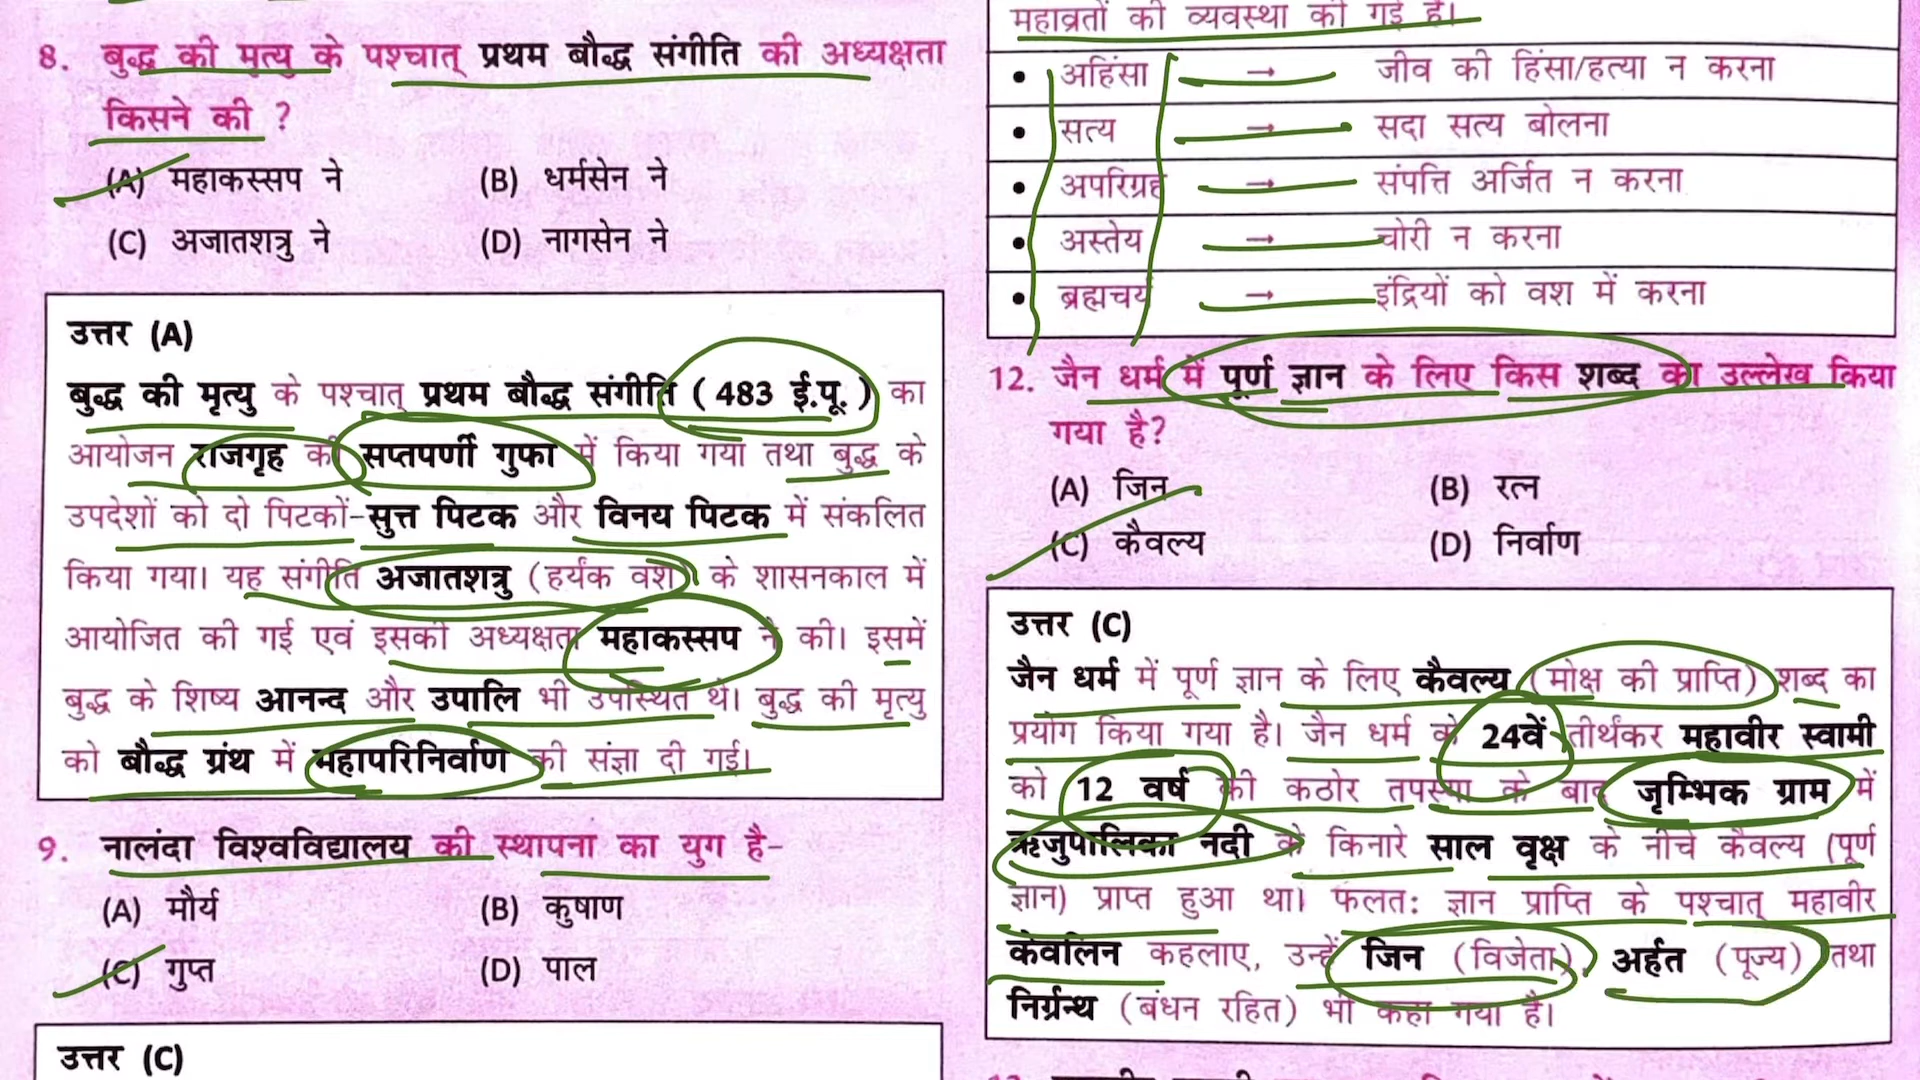 8. बुद्ध की मृत्यु के पश्चात् प्रथम बौद्ध संगीति की अध्यक्षता
किसने की ?
(A) महाकस्सप ने (B) धर्मसेन ने
(C) अजातशत्रु ने (D) नागसेन ने
उत्तर (A)
बुद्ध की मृत्यु के पश्चात् प्रथम बौद्ध संगीति ( 483 ई.पू. ) का
आयोजन राजगृह की सप्तपर्णी गुफा में किया गया तथा बुद्ध के
उपदेशों को दो पिटकों-सुत्त पिटक और विनय पिटक में संकलित
किया गया। यह संगीति अजातशत्रु (हर्यंक वंश) के शासनकाल में
आयोजित की गई एवं इसकी अध्यक्षता महाकस्सप ने की। इसमें
बुद्ध के शिष्य आनन्द और उपालि भी उपस्थित थे। बुद्ध की मृत्यु
को बौद्ध ग्रंथ में महापरिनिर्वाण की संज्ञा दी गई।
9. नालंदा विश्वविद्यालय की स्थापना का युग है-
(A) मौर्य (B) कुषाण
(C) गुप्त (D) पाल
उत्तर (C)
महाव्रतों की व्यवस्था की गई है।
• अहिंसा → जीव की हिंसा/हत्या न करना
• सत्य → सदा सत्य बोलना
• अपरिग्रह → संपत्ति अर्जित न करना
• अस्तेय → चोरी न करना
• ब्रह्मचर्य → इंद्रियों को वश में करना
12. जैन धर्म में पूर्ण ज्ञान के लिए किस शब्द का उल्लेख किया
गया है?
(A) जिन (B) रत्न
(C) कैवल्य (D) निर्वाण
उत्तर (C)
जैन धर्म में पूर्ण ज्ञान के लिए कैवल्य (मोक्ष की प्राप्ति) शब्द का
प्रयोग किया गया है। जैन धर्म के 24वें तीर्थंकर महावीर स्वामी
को 12 वर्ष की कठोर तपस्या के बाद जृम्भिक ग्राम में
ऋजुपालिका नदी के किनारे साल वृक्ष के नीचे कैवल्य (पूर्ण
ज्ञान) प्राप्त हुआ था। फलतः ज्ञान प्राप्ति के पश्चात् महावीर
केवलिन कहलाए, उन्हें जिन (विजेता), अर्हत (पूज्य) तथा
निर्ग्रन्थ (बंधन रहित) भी कहा गया है।